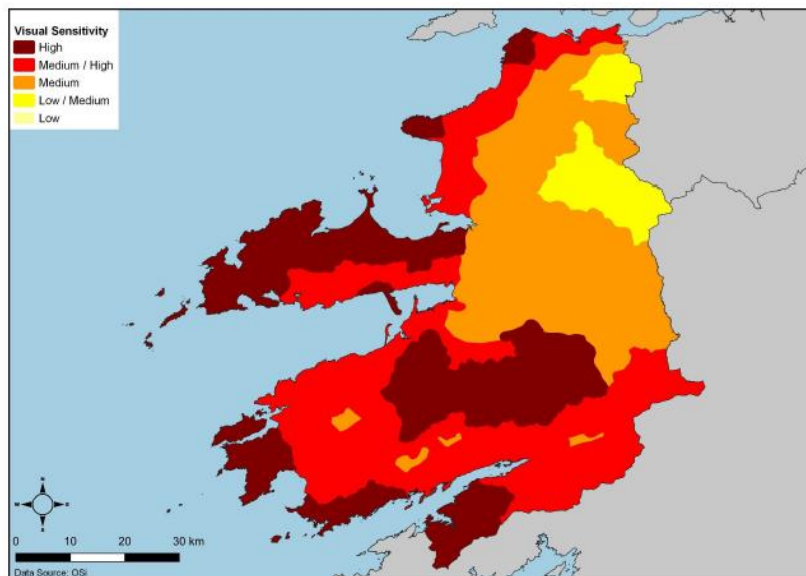 Visual Sensitivity
High
Medium / High
Medium
Low / Medium
Low
N
W
E
S
0 10 20 30 km
Data Source: OSi